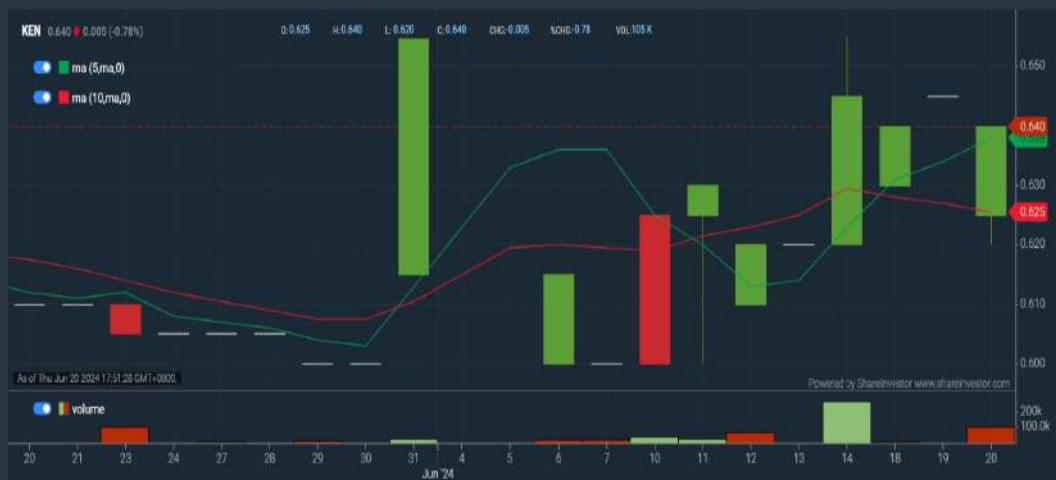 KEN 0.640 0.005 (-0.78%) O:0.625 H:0.640 L:0.620 C:0.640 CHG:-0.005 %CHG:-0.78 VOL:105 X
ma (5,ma,0)
ma (10,ma,0)
0.650
0.640
0.630
0.625
0.620
0.610
0.600
As of Thu Jun 20 2024 17:51:28 GMT+0800.
Powered by ShareInvestor www.shareinvestor.com
volume
200k
100.0k
20 21 23 24 27 28 29 30 31 4 5 6 7 10 11 12 13 14 18 19 20
Jun '24